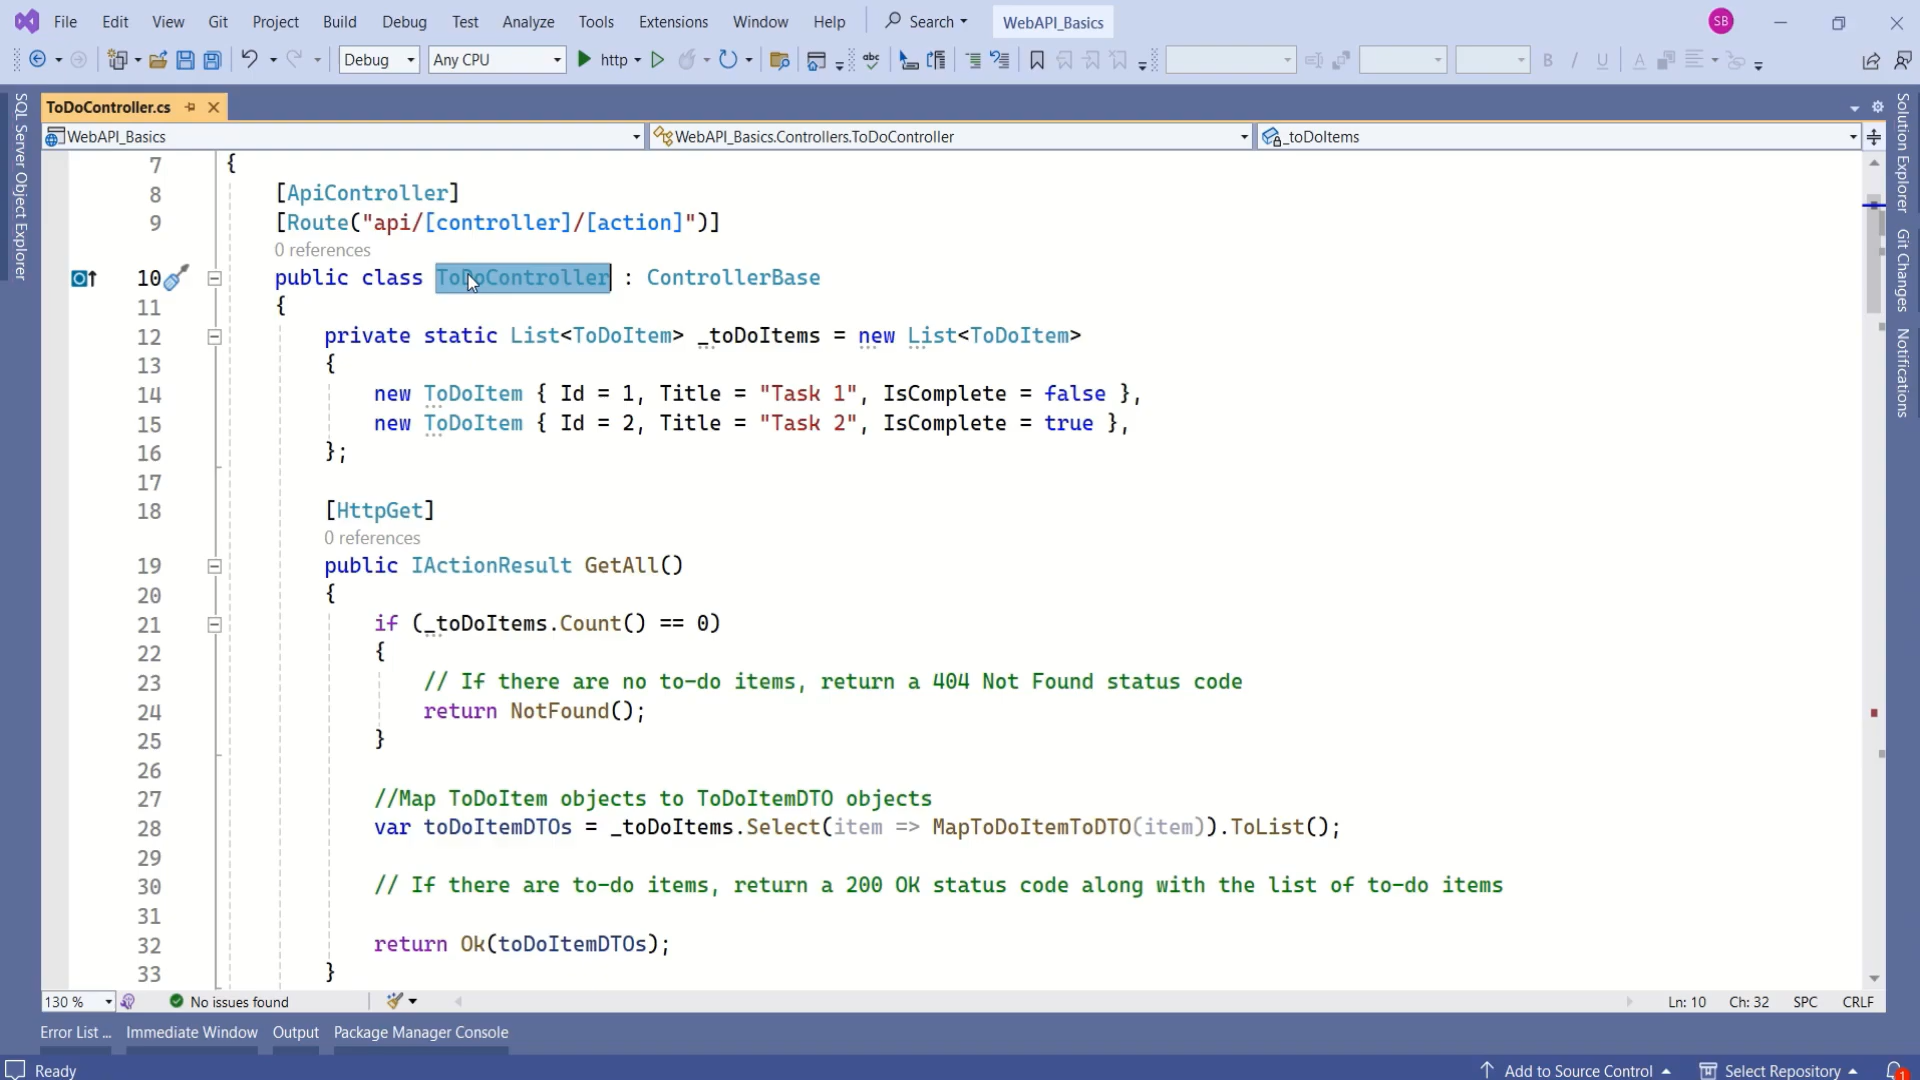 File Edit View Git Project Build Debug Test Analyze Tools Extensions Window Help Search WebAPI_Basics SB
Debug Any CPU http abc B I U A
ToDoController.cs
WebAPI_Basics WebAPI_Basics.Controllers.ToDoController _toDoItems
SQL Server Object Explorer
Solution Explorer
Git Changes
Notifications
7 {
8 [ApiController]
9 [Route("api/[controller]/[action]")]
0 references
10 public class ToDoController : ControllerBase
11 {
12 private static List<ToDoItem> _toDoItems = new List<ToDoItem>
13 {
14 new ToDoItem { Id = 1, Title = "Task 1", IsComplete = false },
15 new ToDoItem { Id = 2, Title = "Task 2", IsComplete = true },
16 };
17
18 [HttpGet]
0 references
19 public IActionResult GetAll()
20 {
21 if (_toDoItems.Count() == 0)
22 {
23 // If there are no to-do items, return a 404 Not Found status code
24 return NotFound();
25 }
26
27 //Map ToDoItem objects to ToDoItemDTO objects
28 var toDoItemDTOs = _toDoItems.Select(item => MapToDoItemToDTO(item)).ToList();
29
30 // If there are to-do items, return a 200 OK status code along with the list of to-do items
31
32 return Ok(toDoItemDTOs);
33 }
130 % No issues found Ln: 10 Ch: 32 SPC CRLF
Error List ... Immediate Window Output Package Manager Console
Ready Add to Source Control Select Repository 1